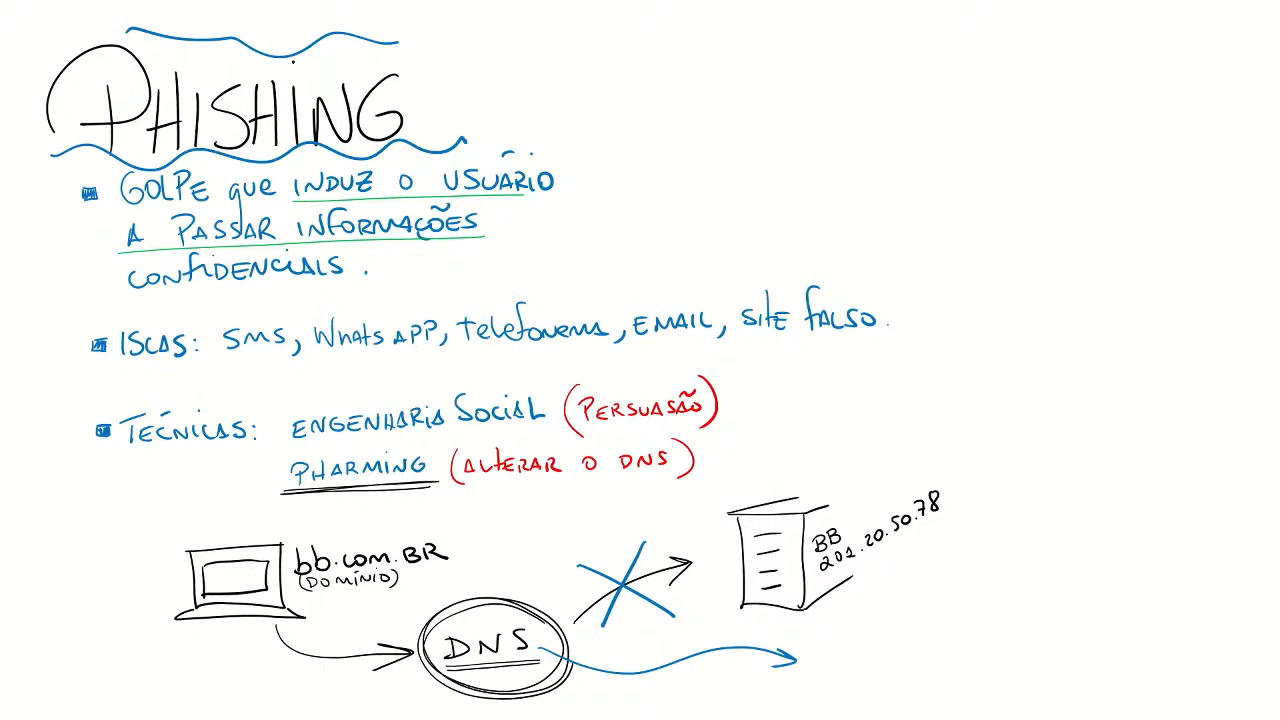 PHISHING
GOLPE que INDUZ O USUÁRIO
A PASSAR INFORMAÇÕES
CONFIDENCIAIS.
ISCAS: SMS, WHATSAPP, Telefonema, EMAIL, SITE FALSO.
TÉCNICAS: ENGENHARIA SOCIAL (PERSUASÃO)
PHARMING (ALTERAR O DNS)
bb.com.BR
(DOMÍNIO)
BB
201.20.50.78
DNS